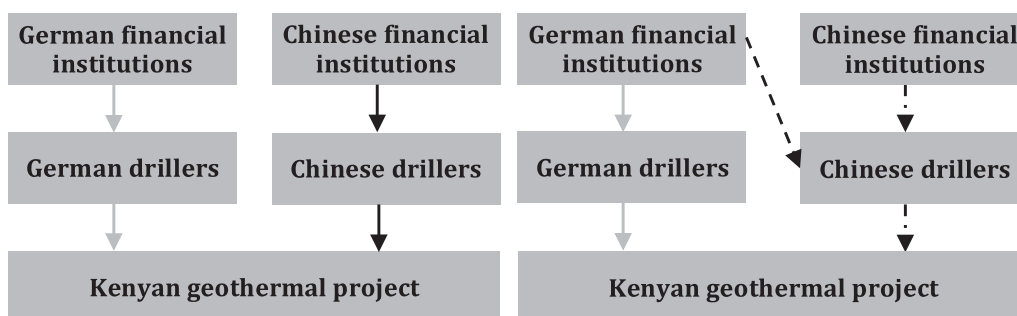 German financial
institutions
Chinese financial
institutions
German financial
institutions
Chinese financial
institutions
German drillers
Chinese drillers
German drillers
Chinese drillers
Kenyan geothermal project
Kenyan geothermal project